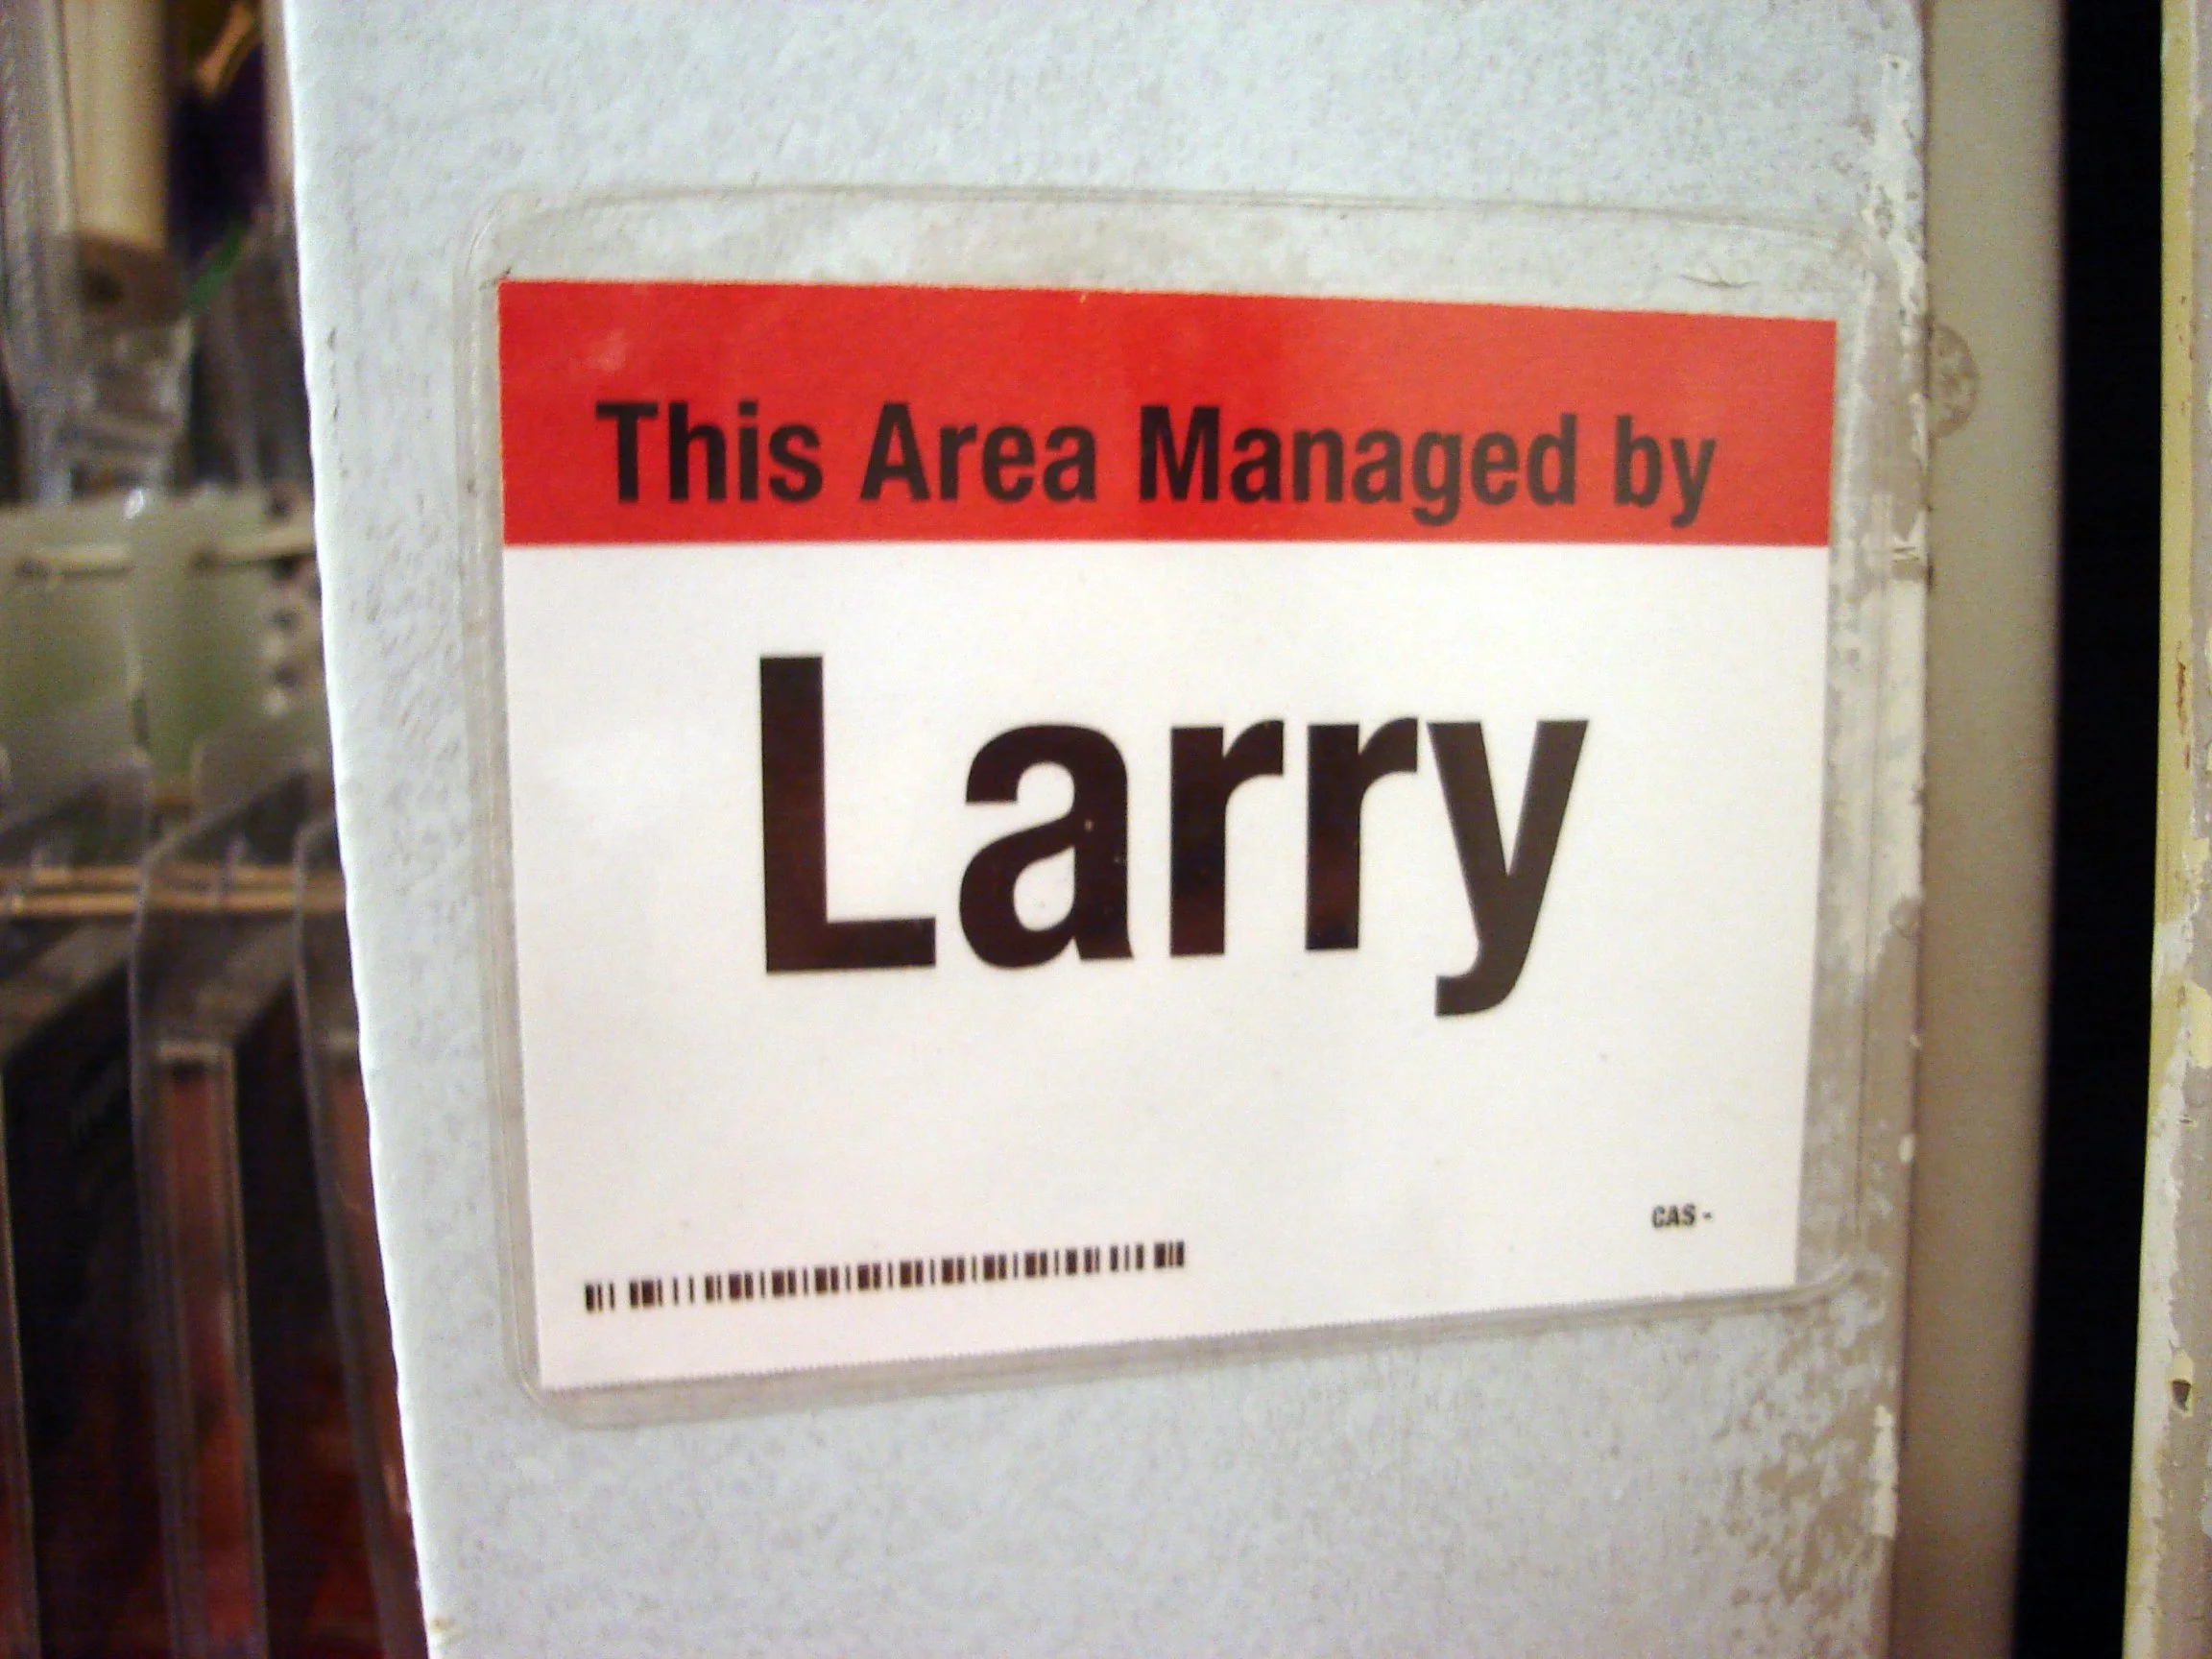 This Area Managed by
Larry
CAS -